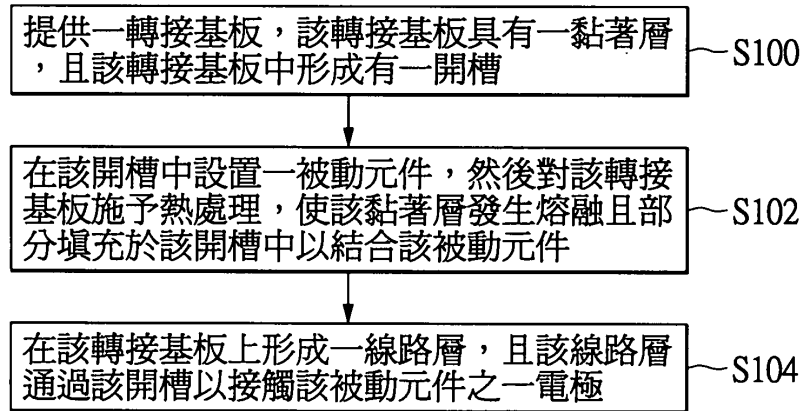 提供一轉接基板，該轉接基板具有一黏著層
，且該轉接基板中形成有一開槽
S100
在該開槽中設置一被動元件，然後對該轉接
基板施予熱處理，使該黏著層發生熔融且部
分填充於該開槽中以結合該被動元件
S102
在該轉接基板上形成一線路層，且該線路層
通過該開槽以接觸該被動元件之一電極
S104